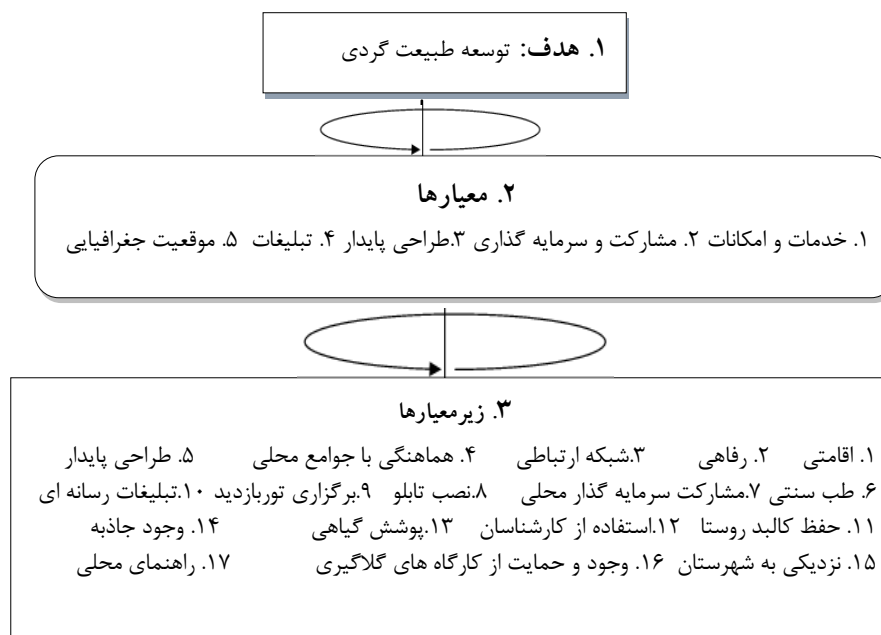 ۱. هدف: توسعه طبیعت گردی
۲. معیارها
۱. خدمات و امکانات ۲. مشارکت و سرمایه گذاری ۳.طراحی پایدار ۴. تبلیغات ۵. موقعیت جغرافیایی
۳. زیرمعیارها
۱. اقامتی ۲. رفاهی ۳.شبکه ارتباطی ۴. هماهنگی با جوامع محلی ۵. طراحی پایدار
۶. طب سنتی ۷.مشارکت سرمایه گذار محلی ۸.نصب تابلو ۹.برگزاری توربازدید ۱۰.تبلیغات رسانه ای
۱۱. حفظ کالبد روستا ۱۲.استفاده از کارشناسان ۱۳.پوشش گیاهی ۱۴. وجود جاذبه
۱۵. نزدیکی به شهرستان ۱۶. وجود و حمایت از کارگاه های گلاگیری ۱۷. راهنمای محلی